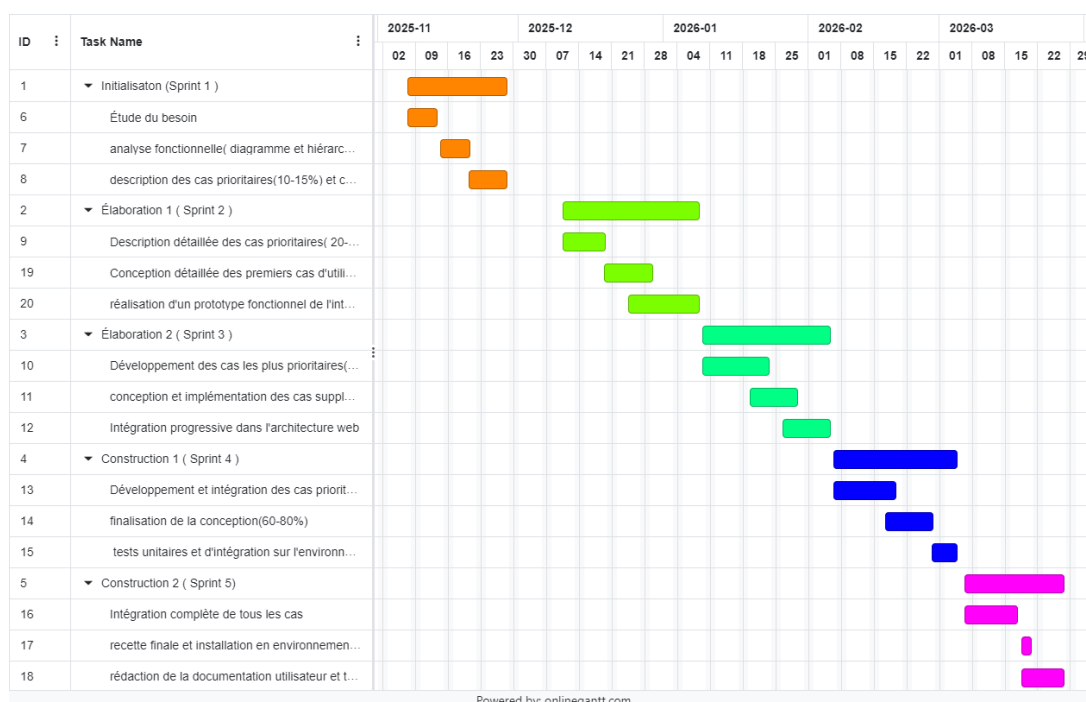 2025-11 2025-12 2026-01 2026-02 2026-03
ID Task Name
02 09 16 23 30 07 14 21 28 04 11 18 25 01 08 15 22 01 08 15 22 29
1 Initialisaton (Sprint 1 )
6 Étude du besoin
7 analyse fonctionnelle( diagramme et hiérarc...
8 description des cas prioritaires(10-15%) et c...
2 Élaboration 1 ( Sprint 2 )
9 Description détaillée des cas prioritaires( 20-...
19 Conception détaillée des premiers cas d'utili...
20 réalisation d'un prototype fonctionnel de l'int...
3 Élaboration 2 ( Sprint 3 )
10 Développement des cas les plus prioritaires(...
11 conception et implémentation des cas suppl...
12 Intégration progressive dans l'architecture web
4 Construction 1 ( Sprint 4 )
13 Développement et intégration des cas priorit...
14 finalisation de la conception(60-80%)
15 tests unitaires et d'intégration sur l'environn...
5 Construction 2 ( Sprint 5)
16 Intégration complète de tous les cas
17 recette finale et installation en environnemen...
18 rédaction de la documentation utilisateur et t...
Powered by: onlinegantt.com